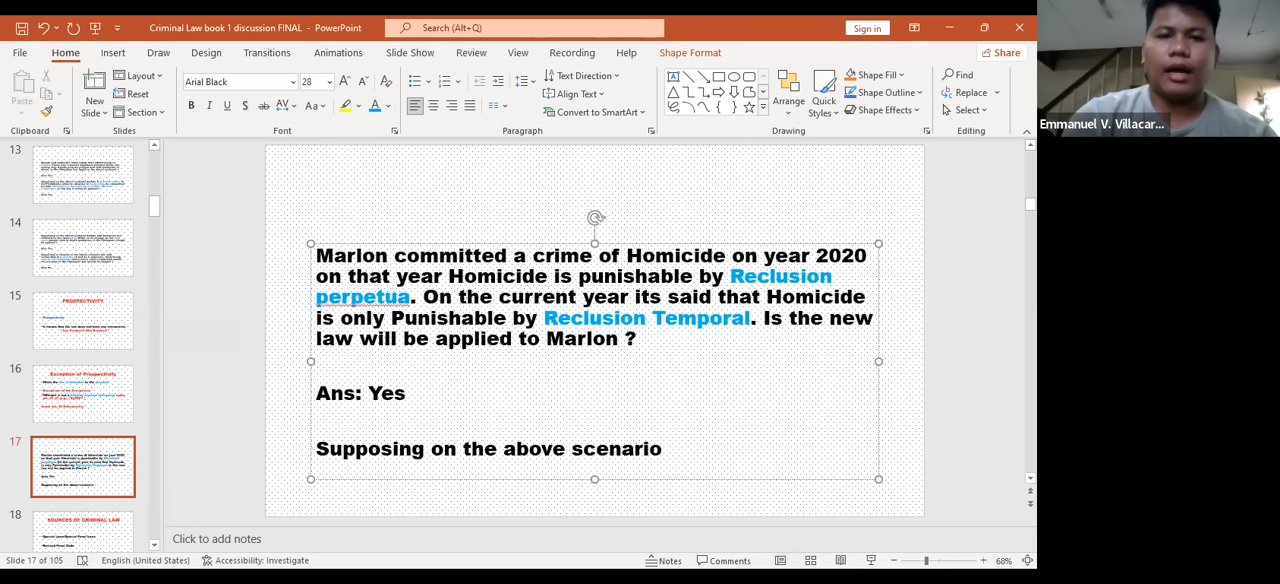 Criminal Law book 1 discussion FINAL - PowerPoint
Search (Alt+Q)
Sign in
File Home Insert Draw Design Transitions Animations Slide Show Review View Recording Help Shape Format
Share
Paste
New Slide
Layout
Reset
Section
Arial Black 28
B I U S ab AV Aa
Text Direction
Align Text
Convert to SmartArt
Arrange
Quick Styles
Shape Fill
Shape Outline
Shape Effects
Find
Replace
Select
Clipboard Slides Font Paragraph Drawing Editing
Emmanuel V. Villacar...
13
14
15
PROSPECTIVITY
16
Exception of Prospectivity
17
18
SOURCES OF CRIMINAL LAW
Marlon committed a crime of Homicide on year 2020
on that year Homicide is punishable by Reclusion
perpetua. On the current year its said that Homicide
is only Punishable by Reclusion Temporal. Is the new
law will be applied to Marlon ?
Ans: Yes
Supposing on the above scenario
Click to add notes
Slide 17 of 105 English (United States) Accessibility: Investigate Notes Comments 68%